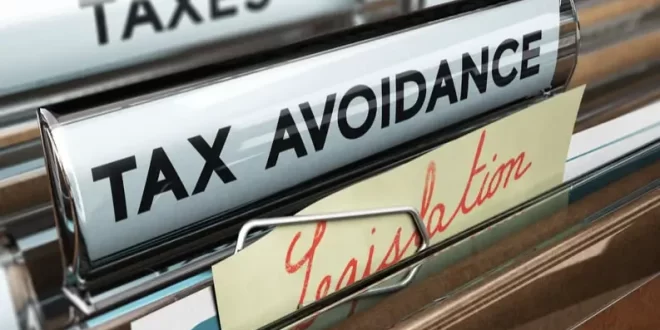 TAXES
TAX AVOIDANCE
Legislation